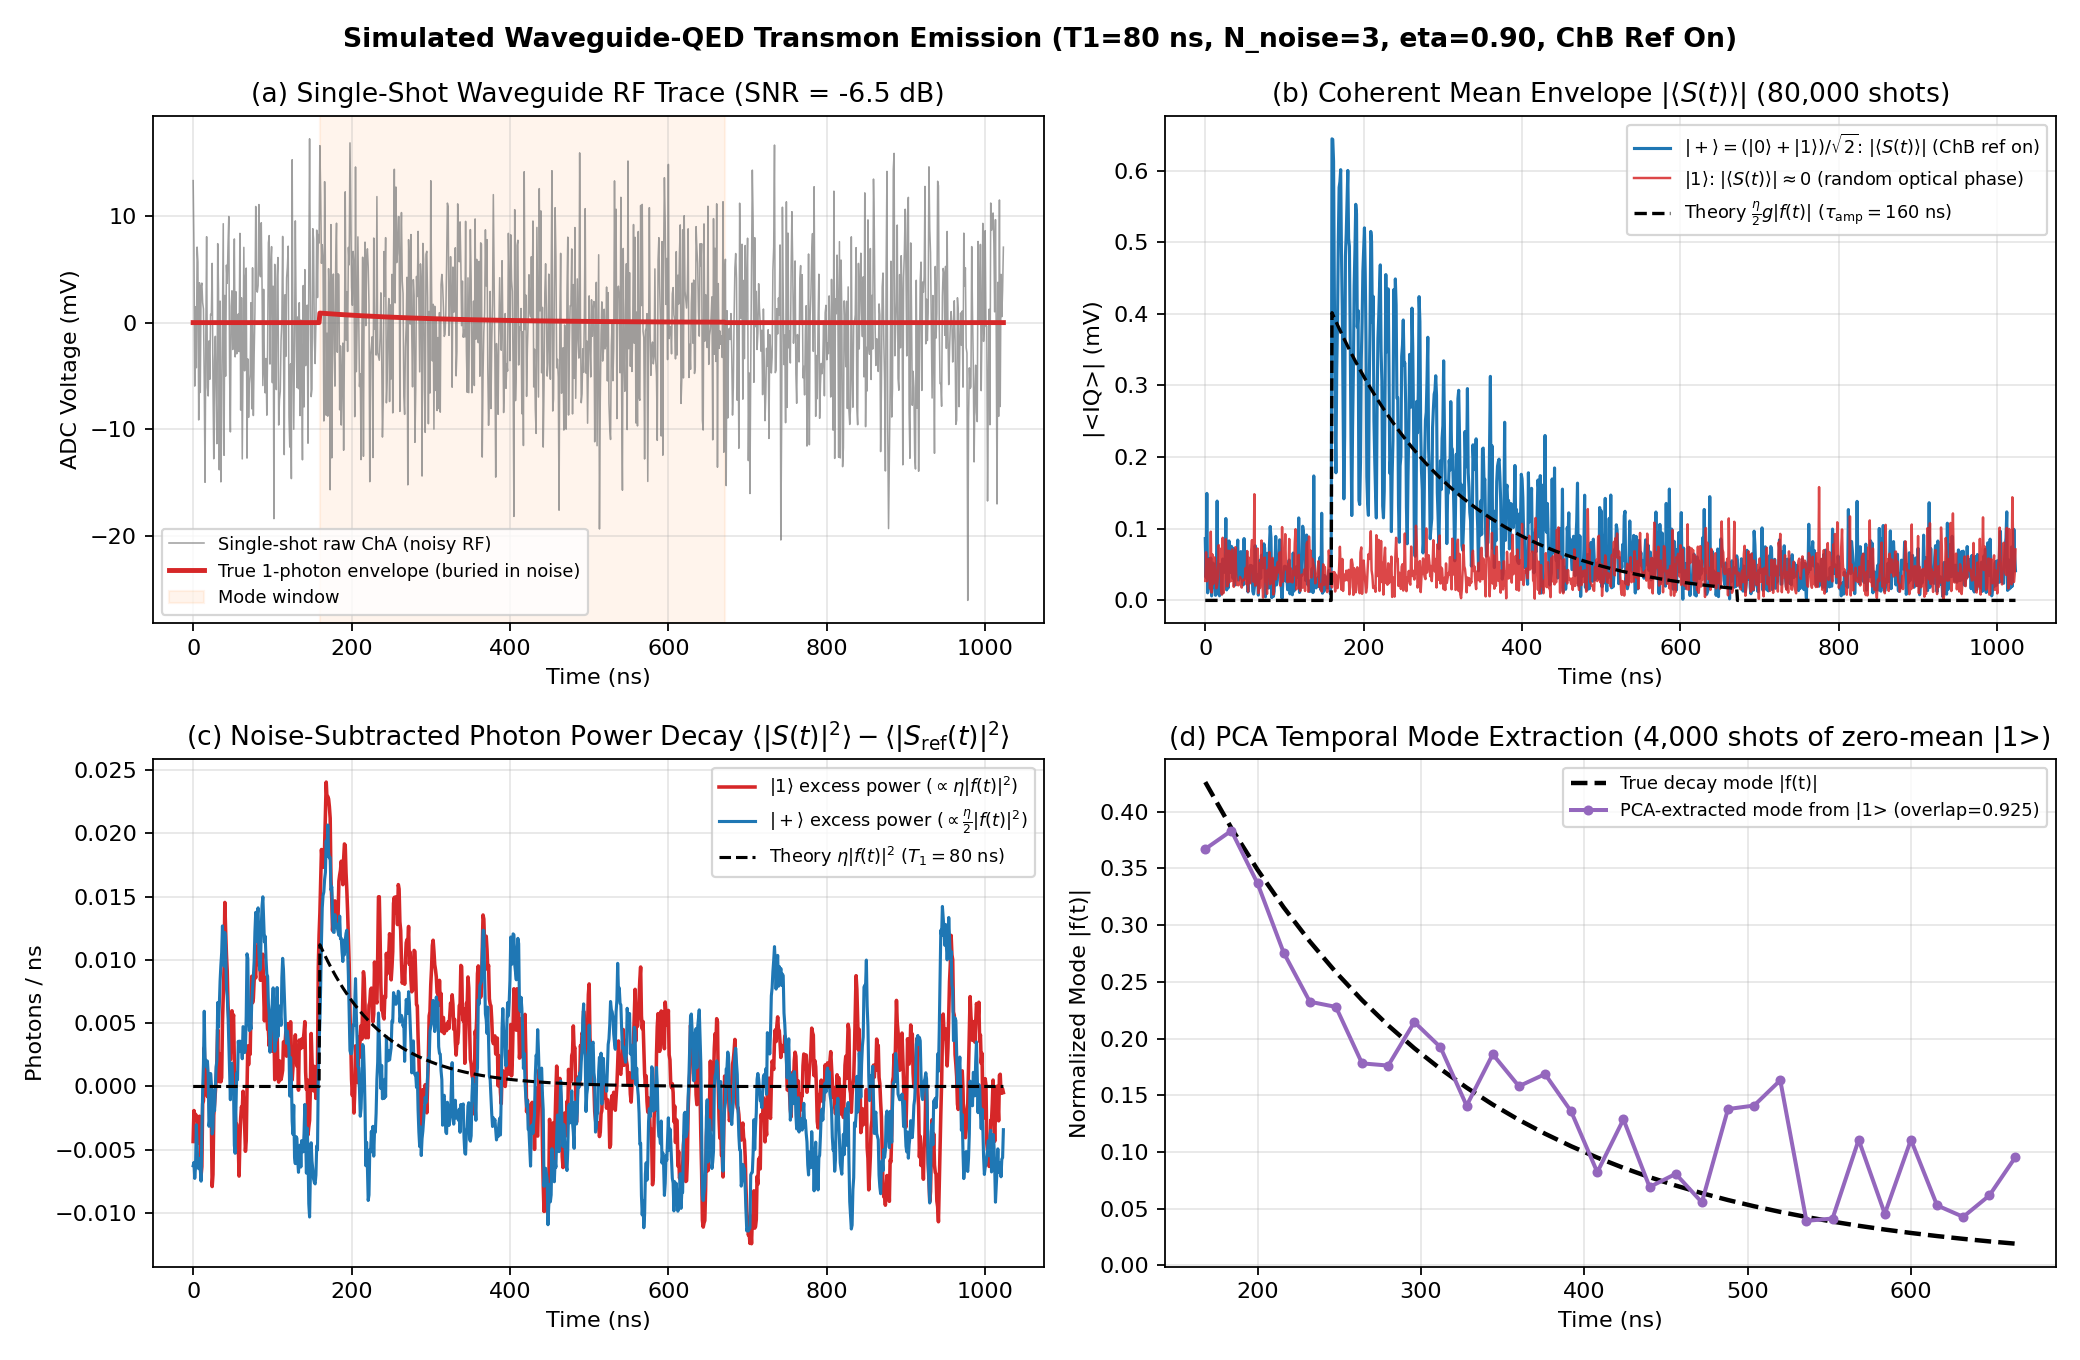 Simulated Waveguide-QED Transmon Emission (T1=80 ns, N_noise=3, eta=0.90, ChB Ref On)
(a) Single-Shot Waveguide RF Trace (SNR = -6.5 dB)
ADC Voltage (mV)
10
0
−10
−20
Single-shot raw ChA (noisy RF)
True 1-photon envelope (buried in noise)
Mode window
0 200 400 600 800 1000
Time (ns)
(b) Coherent Mean Envelope |⟨S(t)⟩| (80,000 shots)
|<IQ>| (mV)
0.6
0.5
0.4
0.3
0.2
0.1
0.0
|+⟩ = (|0⟩ + |1⟩)/√2: |⟨S(t)⟩| (ChB ref on)
|1⟩: |⟨S(t)⟩| ≈ 0 (random optical phase)
Theory η/2 g|f(t)| (τamp = 160 ns)
0 200 400 600 800 1000
Time (ns)
(c) Noise-Subtracted Photon Power Decay ⟨|S(t)|²⟩ − ⟨|Sref(t)|²⟩
Photons / ns
0.025
0.020
0.015
0.010
0.005
0.000
−0.005
−0.010
|1⟩ excess power (∝ η|f(t)|²)
|+⟩ excess power (∝ η/2 |f(t)|²)
Theory η|f(t)|² (T₁ = 80 ns)
0 200 400 600 800 1000
Time (ns)
(d) PCA Temporal Mode Extraction (4,000 shots of zero-mean |1>)
Normalized Mode |f(t)|
0.40
0.35
0.30
0.25
0.20
0.15
0.10
0.05
0.00
True decay mode |f(t)|
PCA-extracted mode from |1> (overlap=0.925)
200 300 400 500 600
Time (ns)